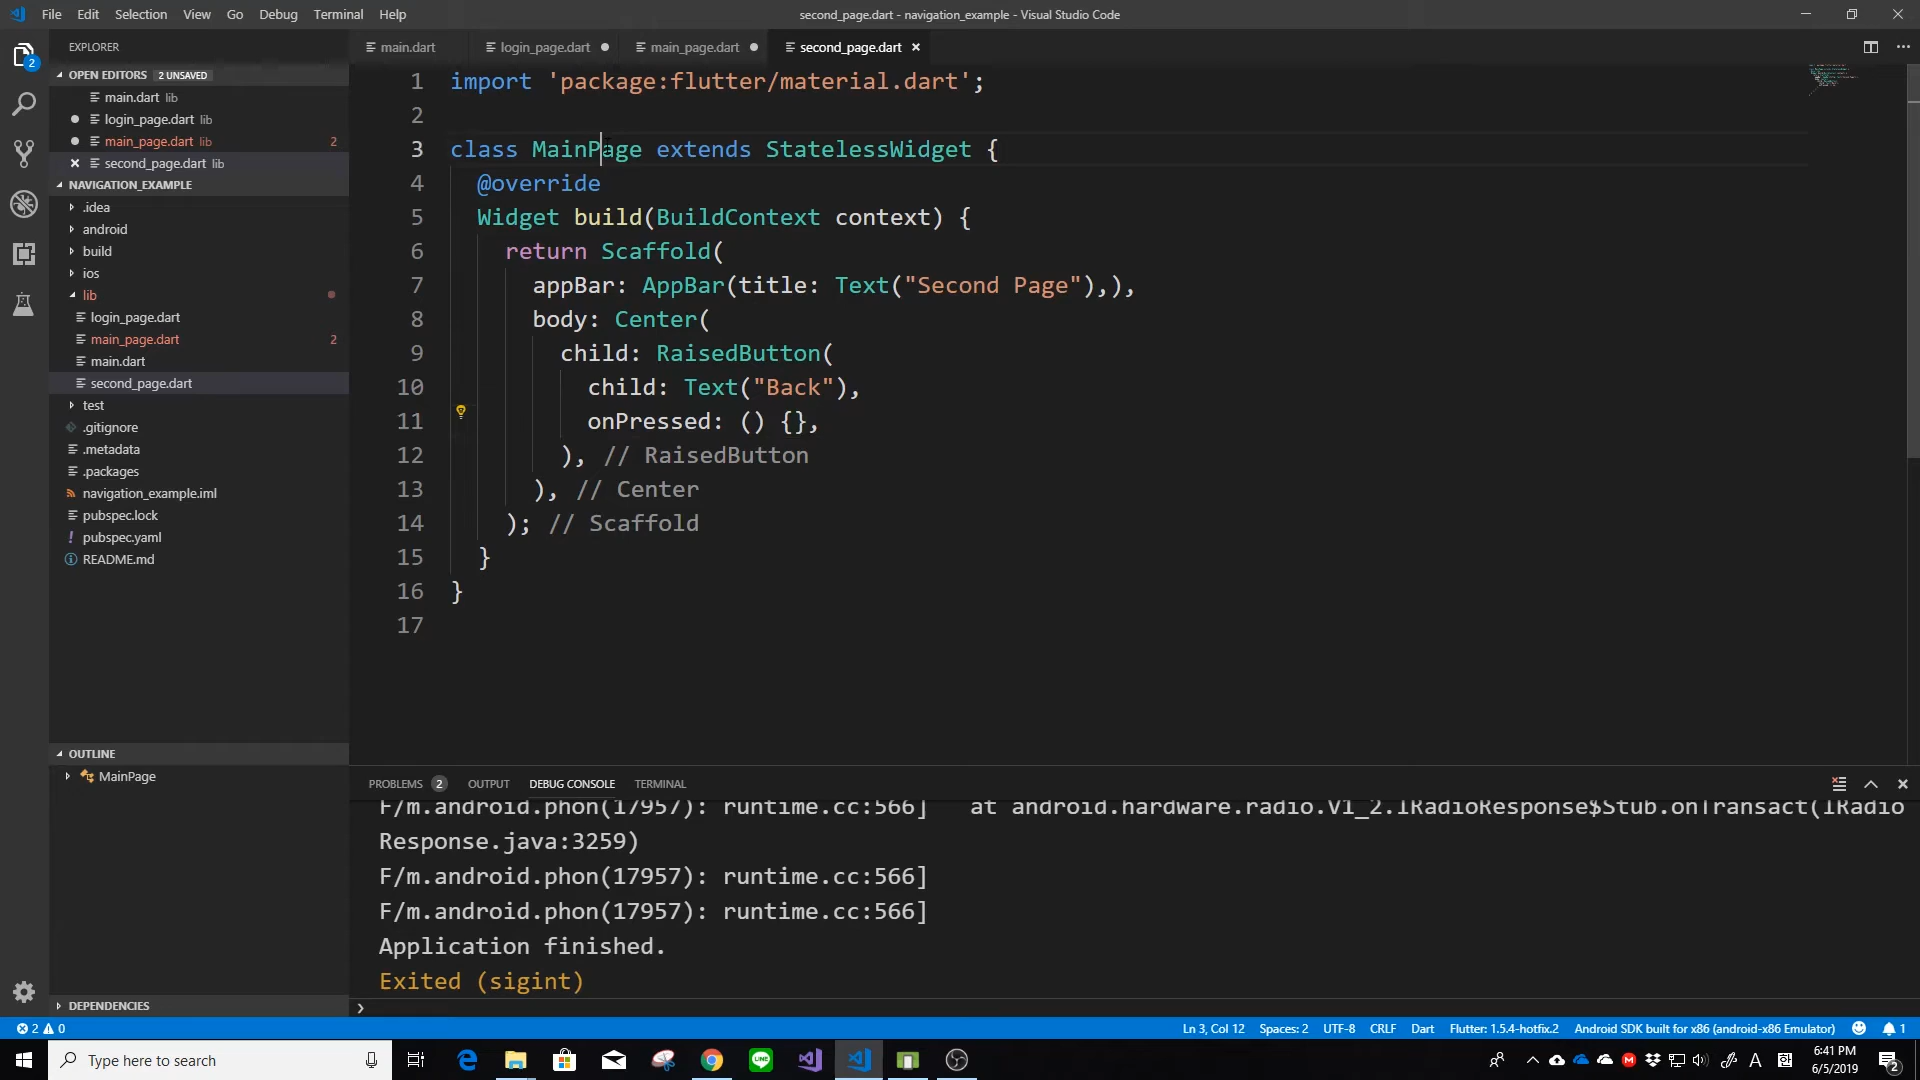 File Edit Selection View Go Debug Terminal Help
second_page.dart - navigation_example - Visual Studio Code
EXPLORER
OPEN EDITORS 2 UNSAVED
main.dart lib
login_page.dart lib
main_page.dart lib 2
second_page.dart lib
NAVIGATION_EXAMPLE
.idea
android
build
ios
lib
login_page.dart
main_page.dart 2
main.dart
second_page.dart
test
.gitignore
.metadata
.packages
navigation_example.iml
pubspec.lock
pubspec.yaml
README.md
OUTLINE
MainPage
DEPENDENCIES
2
main.dart login_page.dart main_page.dart second_page.dart
1 import 'package:flutter/material.dart';
2
3 class MainPage extends StatelessWidget {
4 @override
5 Widget build(BuildContext context) {
6 return Scaffold(
7 appBar: AppBar(title: Text("Second Page"),),
8 body: Center(
9 child: RaisedButton(
10 child: Text("Back"),
11 onPressed: () {},
12 ), // RaisedButton
13 ), // Center
14 ); // Scaffold
15 }
16 }
17
PROBLEMS 2 OUTPUT DEBUG CONSOLE TERMINAL
F/m.android.phon(17957): runtime.cc:566] at android.hardware.radio.V1_2.IRadioResponse$Stub.onTransact(IRadio
Response.java:3259)
F/m.android.phon(17957): runtime.cc:566]
F/m.android.phon(17957): runtime.cc:566]
Application finished.
Exited (sigint)
2 0 Ln 3, Col 12 Spaces: 2 UTF-8 CRLF Dart Flutter: 1.5.4-hotfix.2 Android SDK built for x86 (android-x86 Emulator) 1
Type here to search
LINE
M
A
6:41 PM
6/5/2019
2